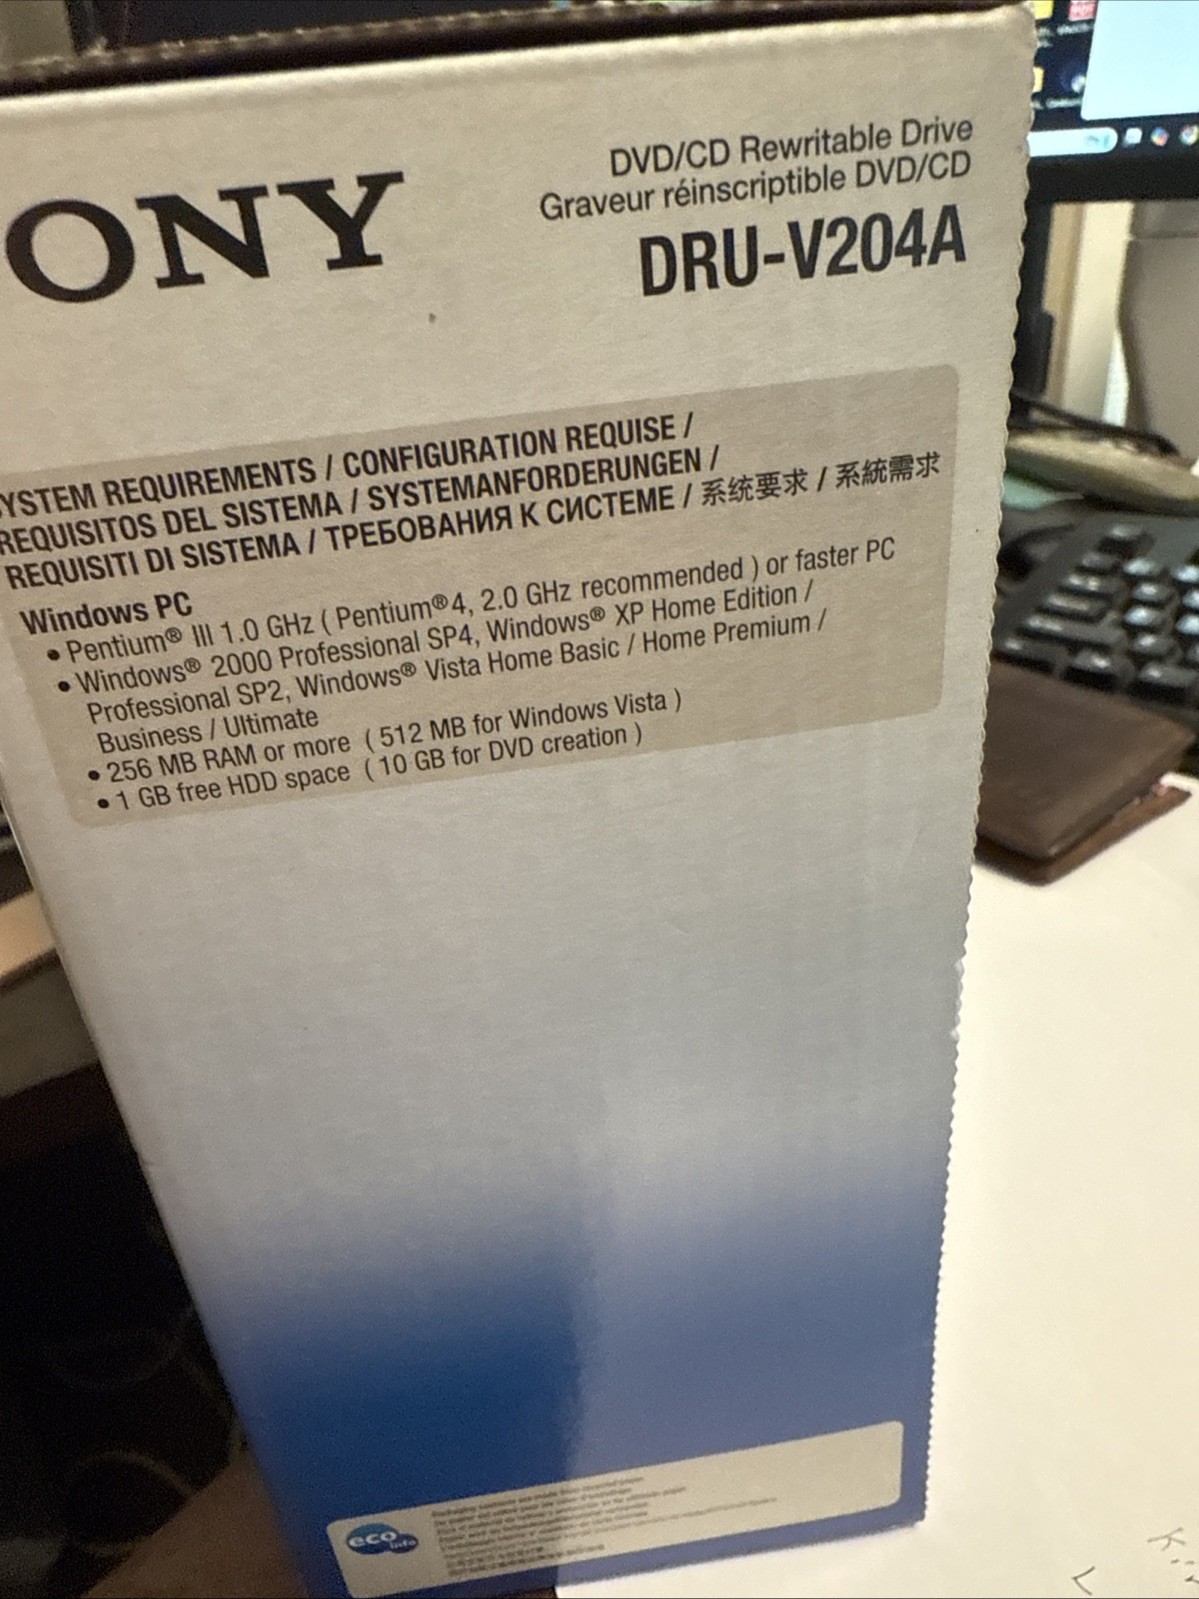 ONY
DVD/CD Rewritable Drive
Graveur réinscriptible DVD/CD
DRU-V204A
YSTEM REQUIREMENTS / CONFIGURATION REQUISE /
REQUISITOS DEL SISTEMA / SYSTEMANFORDERUNGEN /
REQUISITI DI SISTEMA / ТРЕБОВАНИЯ К СИСТЕМЕ / 系统要求 / 系統需求
Windows PC
• Pentium® III 1.0 GHz ( Pentium®4, 2.0 GHz recommended ) or faster PC
• Windows® 2000 Professional SP4, Windows® XP Home Edition /
Professional SP2, Windows® Vista Home Basic / Home Premium /
Business / Ultimate
• 256 MB RAM or more ( 512 MB for Windows Vista )
• 1 GB free HDD space ( 10 GB for DVD creation )
eco
info